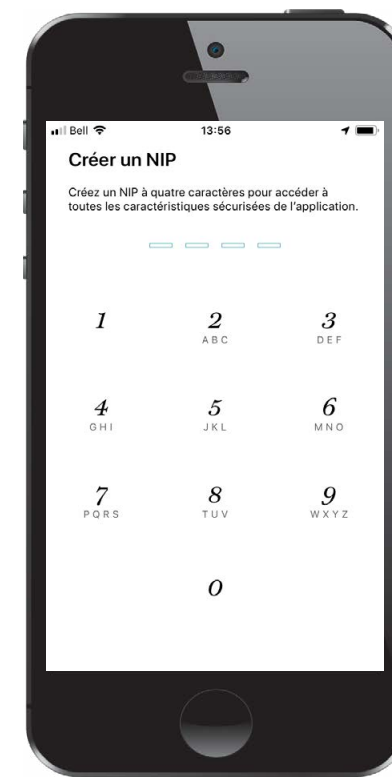 Bell 13:56
Créer un NIP
Créez un NIP à quatre caractères pour accéder à
toutes les caractéristiques sécurisées de l'application.
1 2 3
ABC DEF
4 5 6
GHI JKL MNO
7 8 9
PQRS TUV WXYZ
0